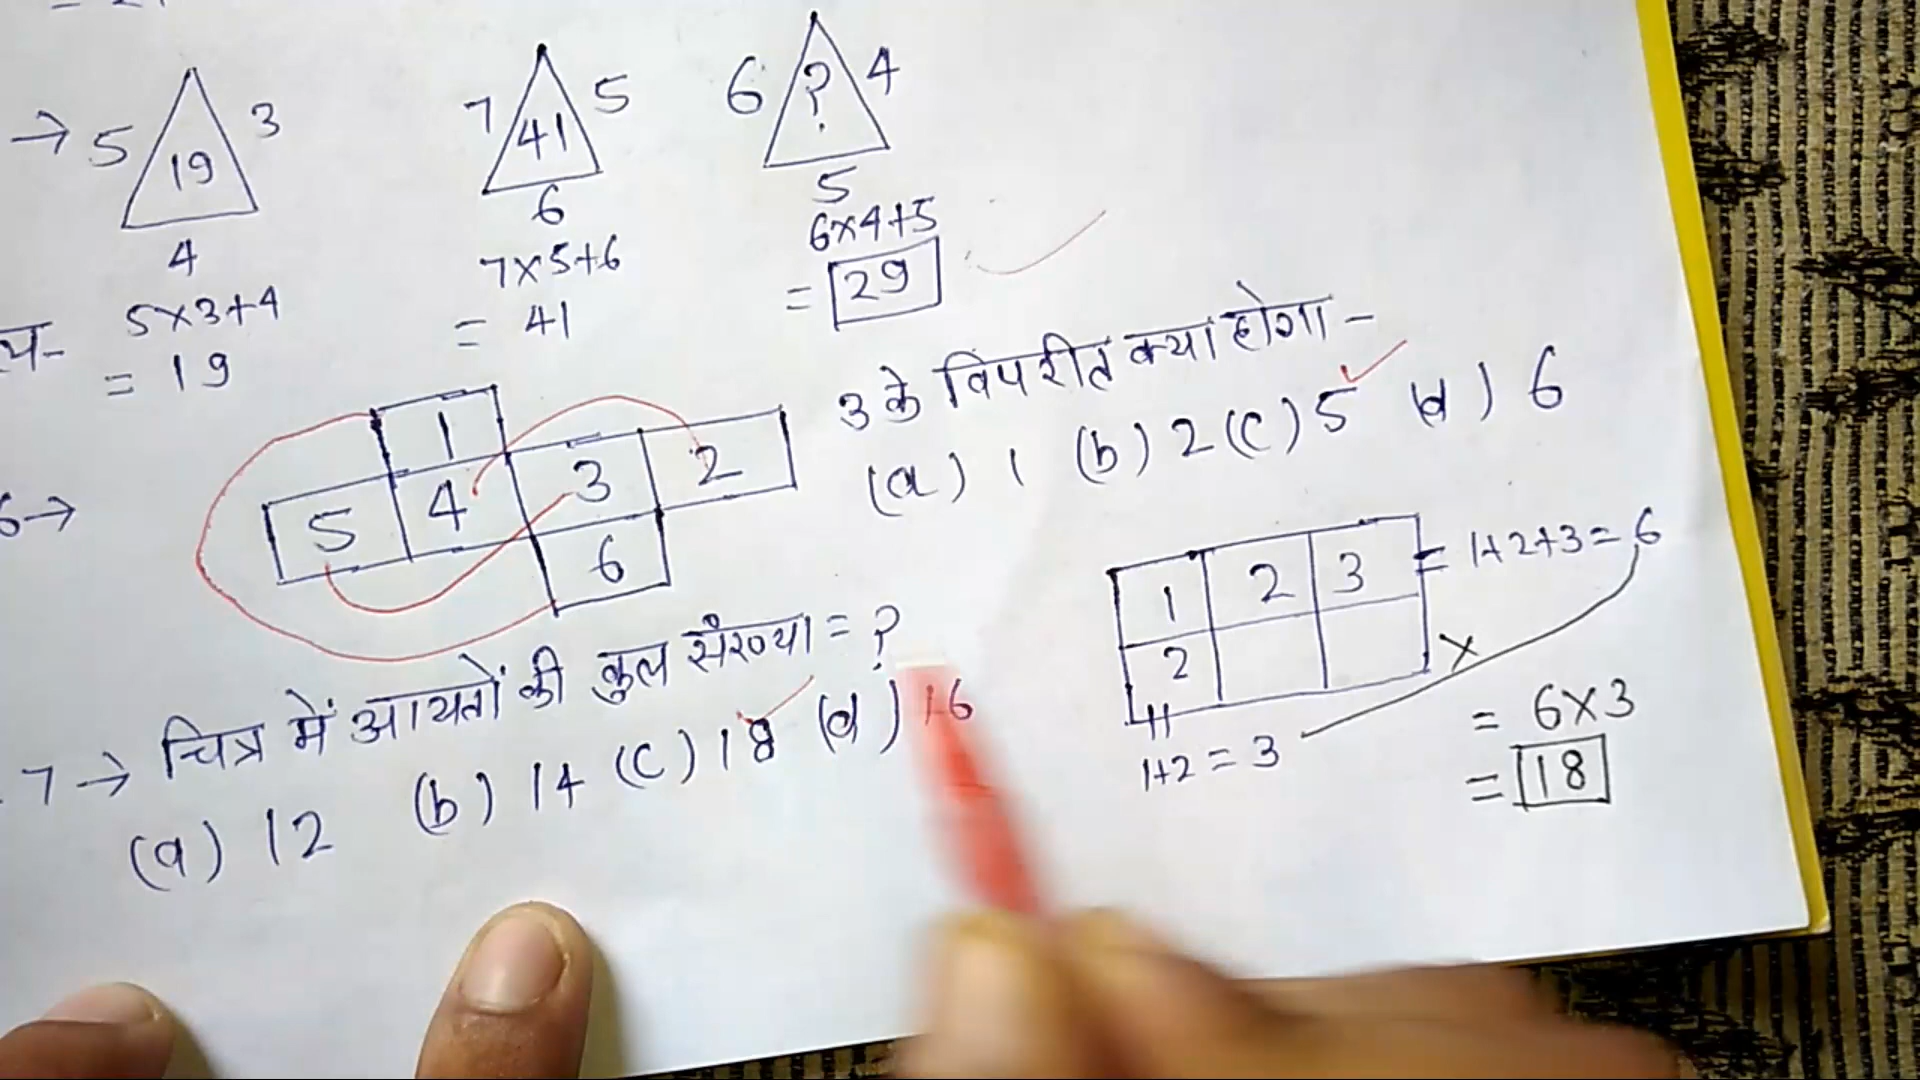 → 5 19 3 7 41 5 6 ? 4
4 6 5
5×3+4 7×5+6 6×4+5
= 19 = 41 = 29
3 के विपरीत क्या होगा -
(a) 1 (b) 2 (c) 5 (d) 6
6→
1
5 4 3 2
6
1 2 3 = 1+2+3 = 6
2
×
1+2 = 3
= 6×3
= 18
7→ चित्र में आयतों की कुल संख्या = ?
(a) 12 (b) 14 (c) 18 (d) 16